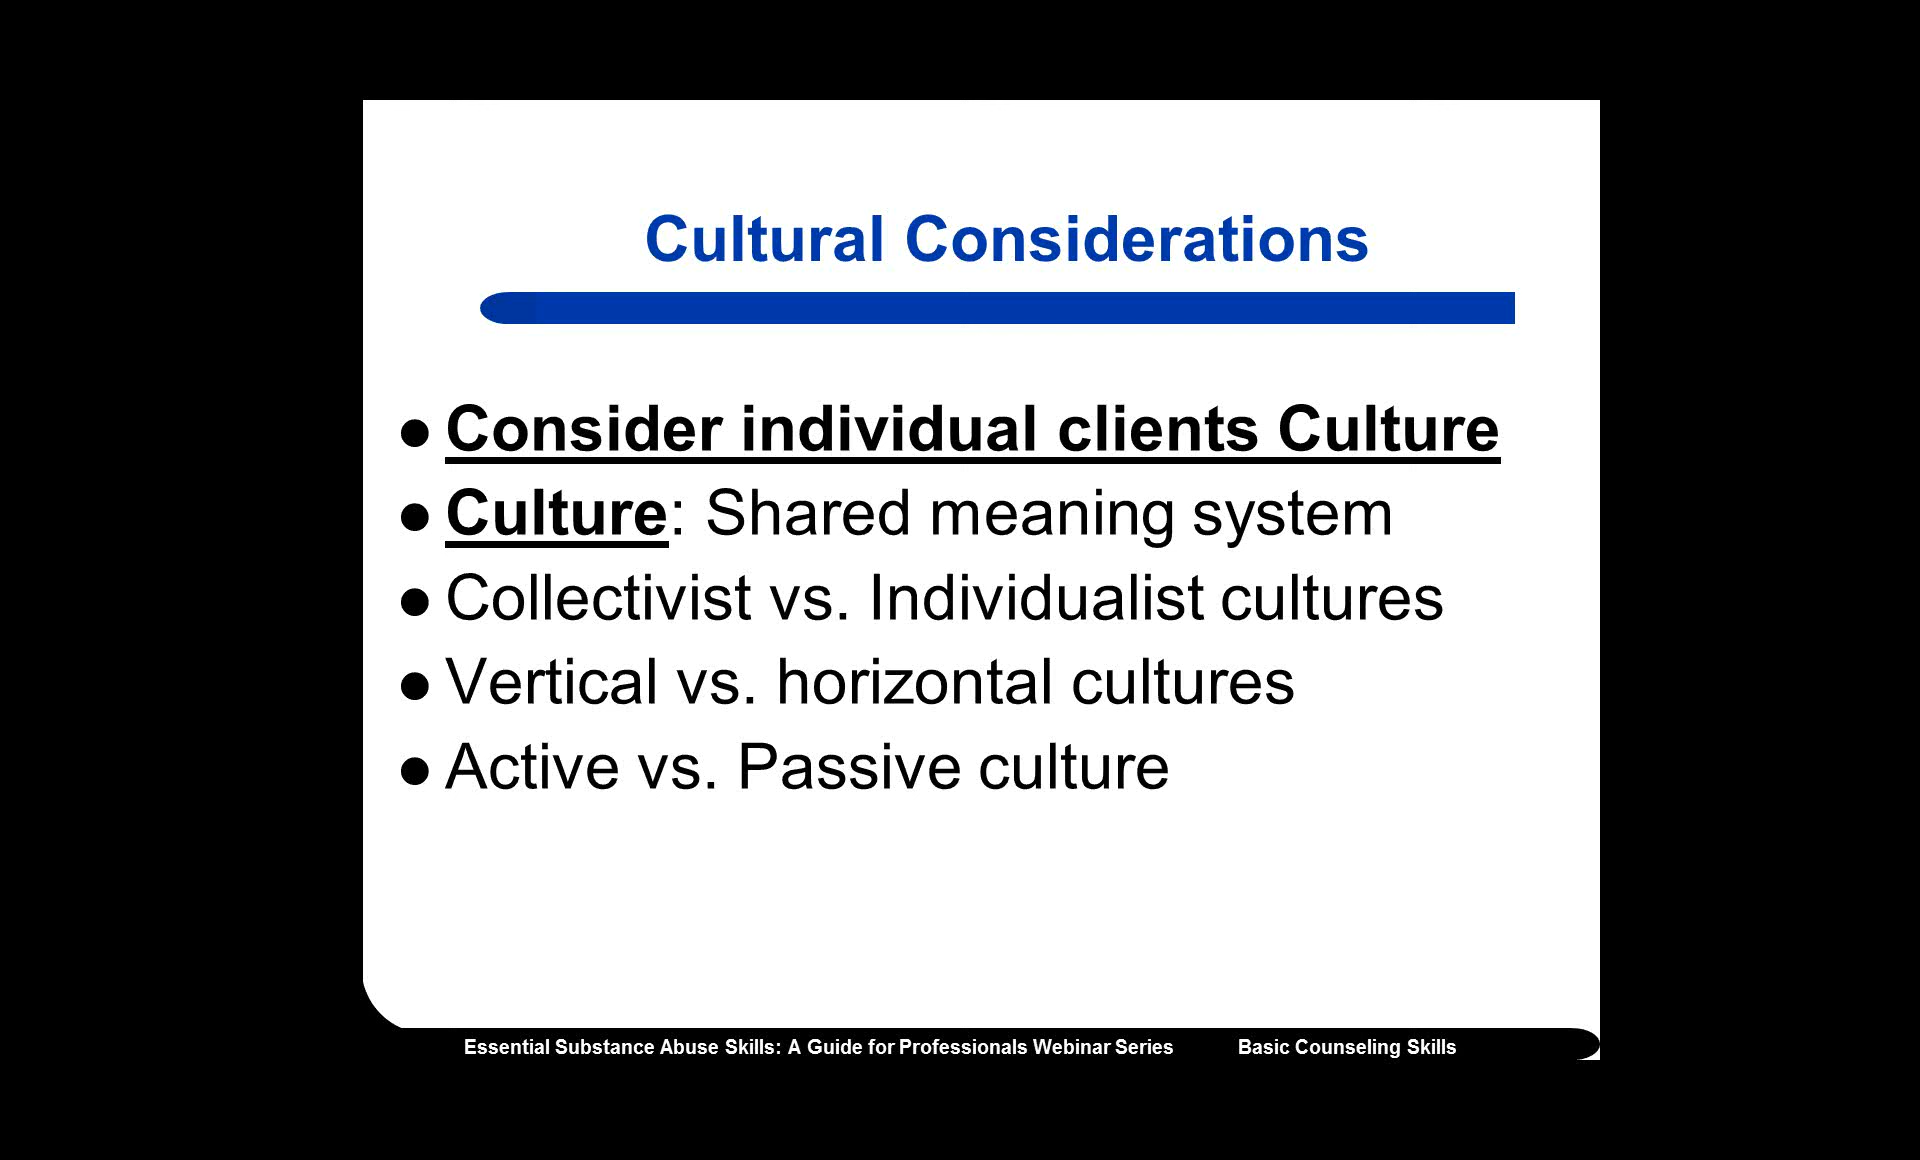 Cultural Considerations
● Consider individual clients Culture
● Culture: Shared meaning system
● Collectivist vs. Individualist cultures
● Vertical vs. horizontal cultures
● Active vs. Passive culture
Essential Substance Abuse Skills: A Guide for Professionals Webinar Series Basic Counseling Skills